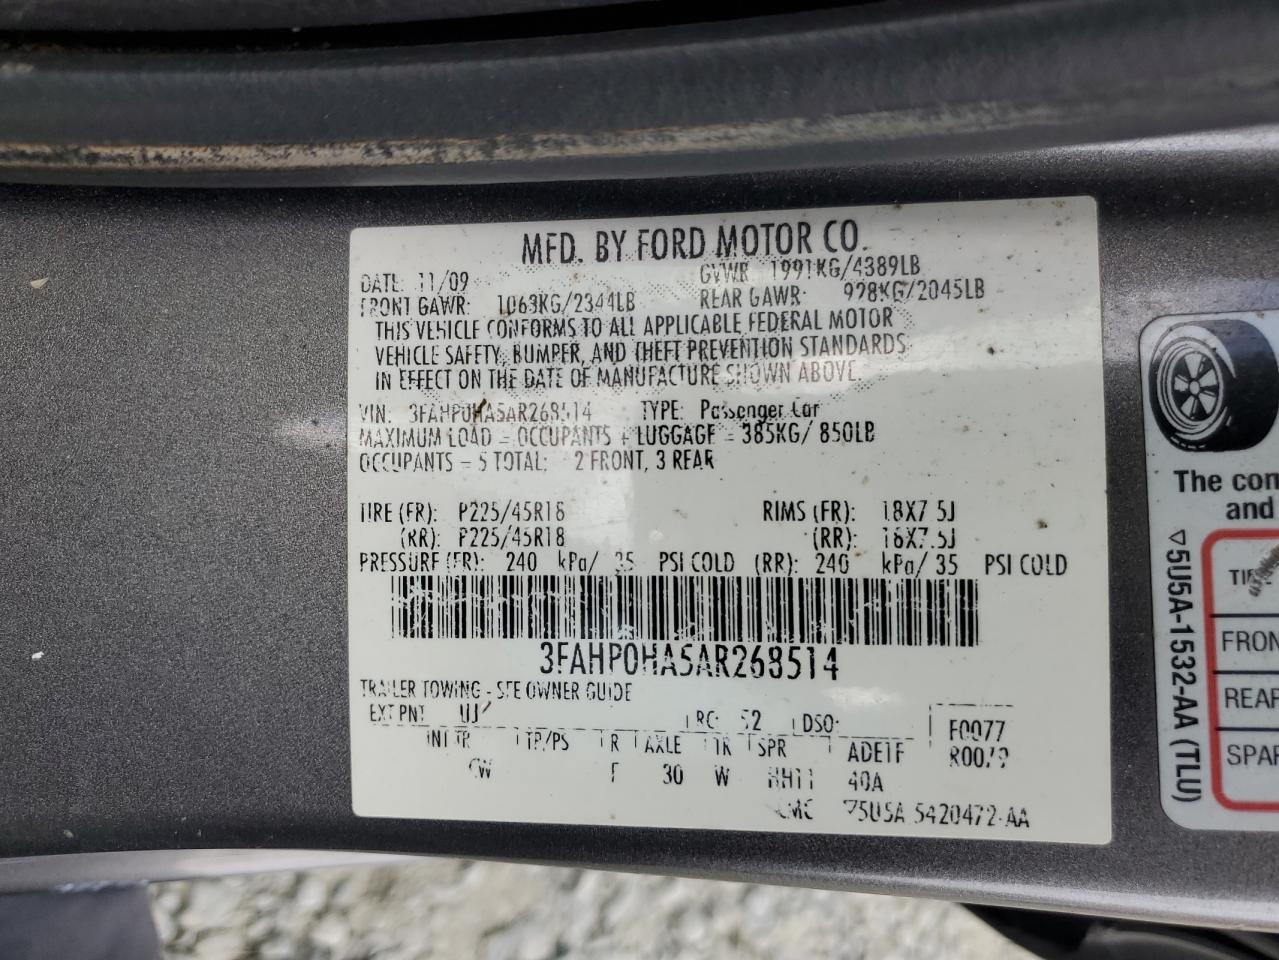 MFD. BY FORD MOTOR CO.
DATE: 11/09 GVWR 1991KG/4389LB
FRONT GAWR: 1063KG/2344LB REAR GAWR: 928KG/2045LB
THIS VEHICLE CONFORMS TO ALL APPLICABLE FEDERAL MOTOR
VEHICLE SAFETY, BUMPER, AND THEFT PREVENTION STANDARDS
IN EFFECT ON THE DATE OF MANUFACTURE SHOWN ABOVE
VIN: 3FAHP0HA5AR268514 TYPE: Passenger Car
MAXIMUM LOAD = OCCUPANTS + LUGGAGE = 385KG/ 850LB
OCCUPANTS = 5 TOTAL: 2 FRONT, 3 REAR
TIRE (FR): P225/45R18 RIMS (FR): 18X7.5J
(RR): P225/45R18 (RR): 18X7.5J
PRESSURE (FR): 240 kPa/ 35 PSI COLD (RR): 240 kPa/ 35 PSI COLD
3FAHP0HA5AR268514
TRAILER TOWING - SEE OWNER GUIDE
EXT PNT UJ RC: 52 DSO: F0077
INT TR TP/PS R AXLE TR SPR ADETF R0079
CW F 30 W HH11 40A
5U5A 5420472-AA
The con
and
5U5A-1532-AA (TLU)
FRON
REAR
SPAR